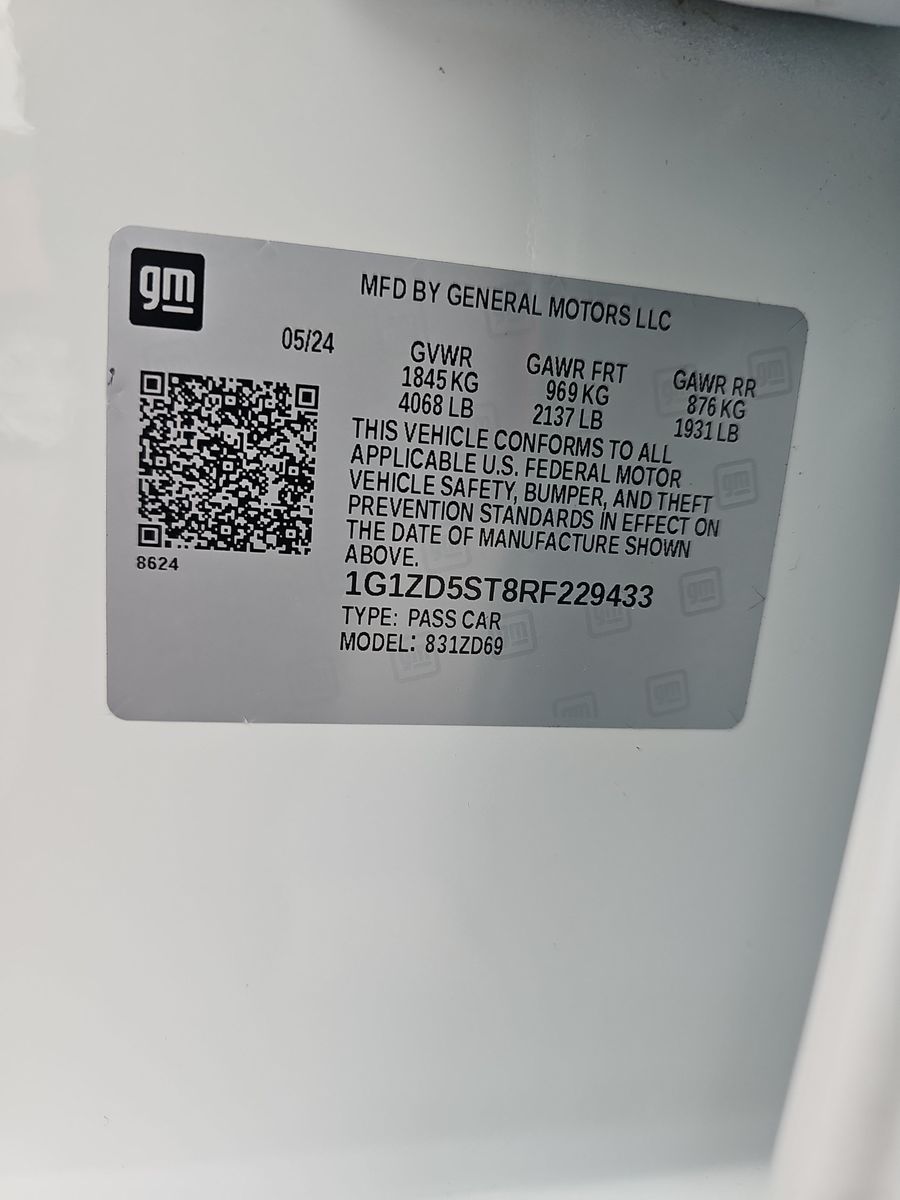 gm
MFD BY GENERAL MOTORS LLC
05/24
GVWR GAWR FRT GAWR RR
1845 KG 969 KG 876 KG
4068 LB 2137 LB 1931 LB
THIS VEHICLE CONFORMS TO ALL
APPLICABLE U.S. FEDERAL MOTOR
VEHICLE SAFETY, BUMPER, AND THEFT
PREVENTION STANDARDS IN EFFECT ON
THE DATE OF MANUFACTURE SHOWN
ABOVE.
8624
1G1ZD5ST8RF229433
TYPE: PASS CAR
MODEL: 831ZD69